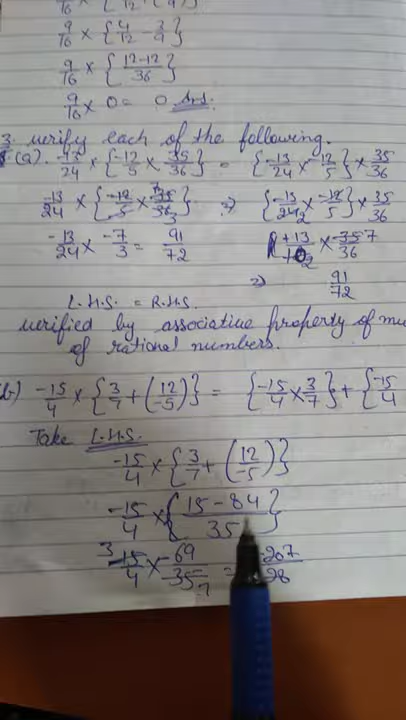 9/16 × {4/12 - 3/9}
9/16 × {12-12/36}
9/16 × 0 = 0 Ans.
3. verify each of the following.
(a). -13/24 × {-12/5 × 35/36} = {-13/24 × -12/5} × 35/36
-13/24 × {-12/5 × 35/36} ⇒ {-13/24 × -12/5} × 35/36
-13/24 × -7/3 = 91/72
+13/10 × 35/36
⇒ 91/72
L.H.S. = R.H.S.
verified by associative property of
of rational numbers.
(b) -15/4 × {3/7 + (12/-5)} = {-15/4 × 3/7} + {-15/4
Take L.H.S.
-15/4 × {3/7 + (12/-5)}
-15/4 × {15-84/35}
-15/4 × -69/35 = -207/28